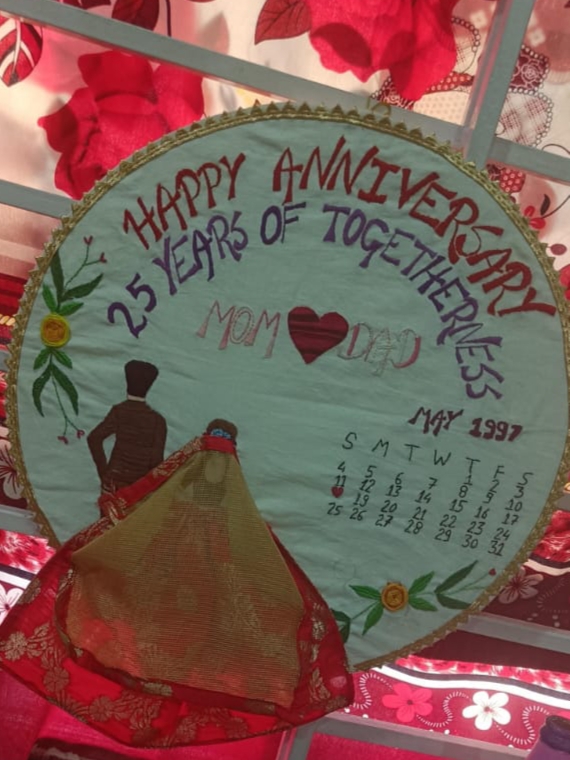 HAPPY ANNIVERSARY
25 YEARS OF TOGETHERNESS
MOM DAD
MAY 1997
S M T W T F S
1 2 3
4 5 6 7 8 9 10
11 12 13 14 15 16 17
19 20 21 22 23 24
25 26 27 28 29 30 31